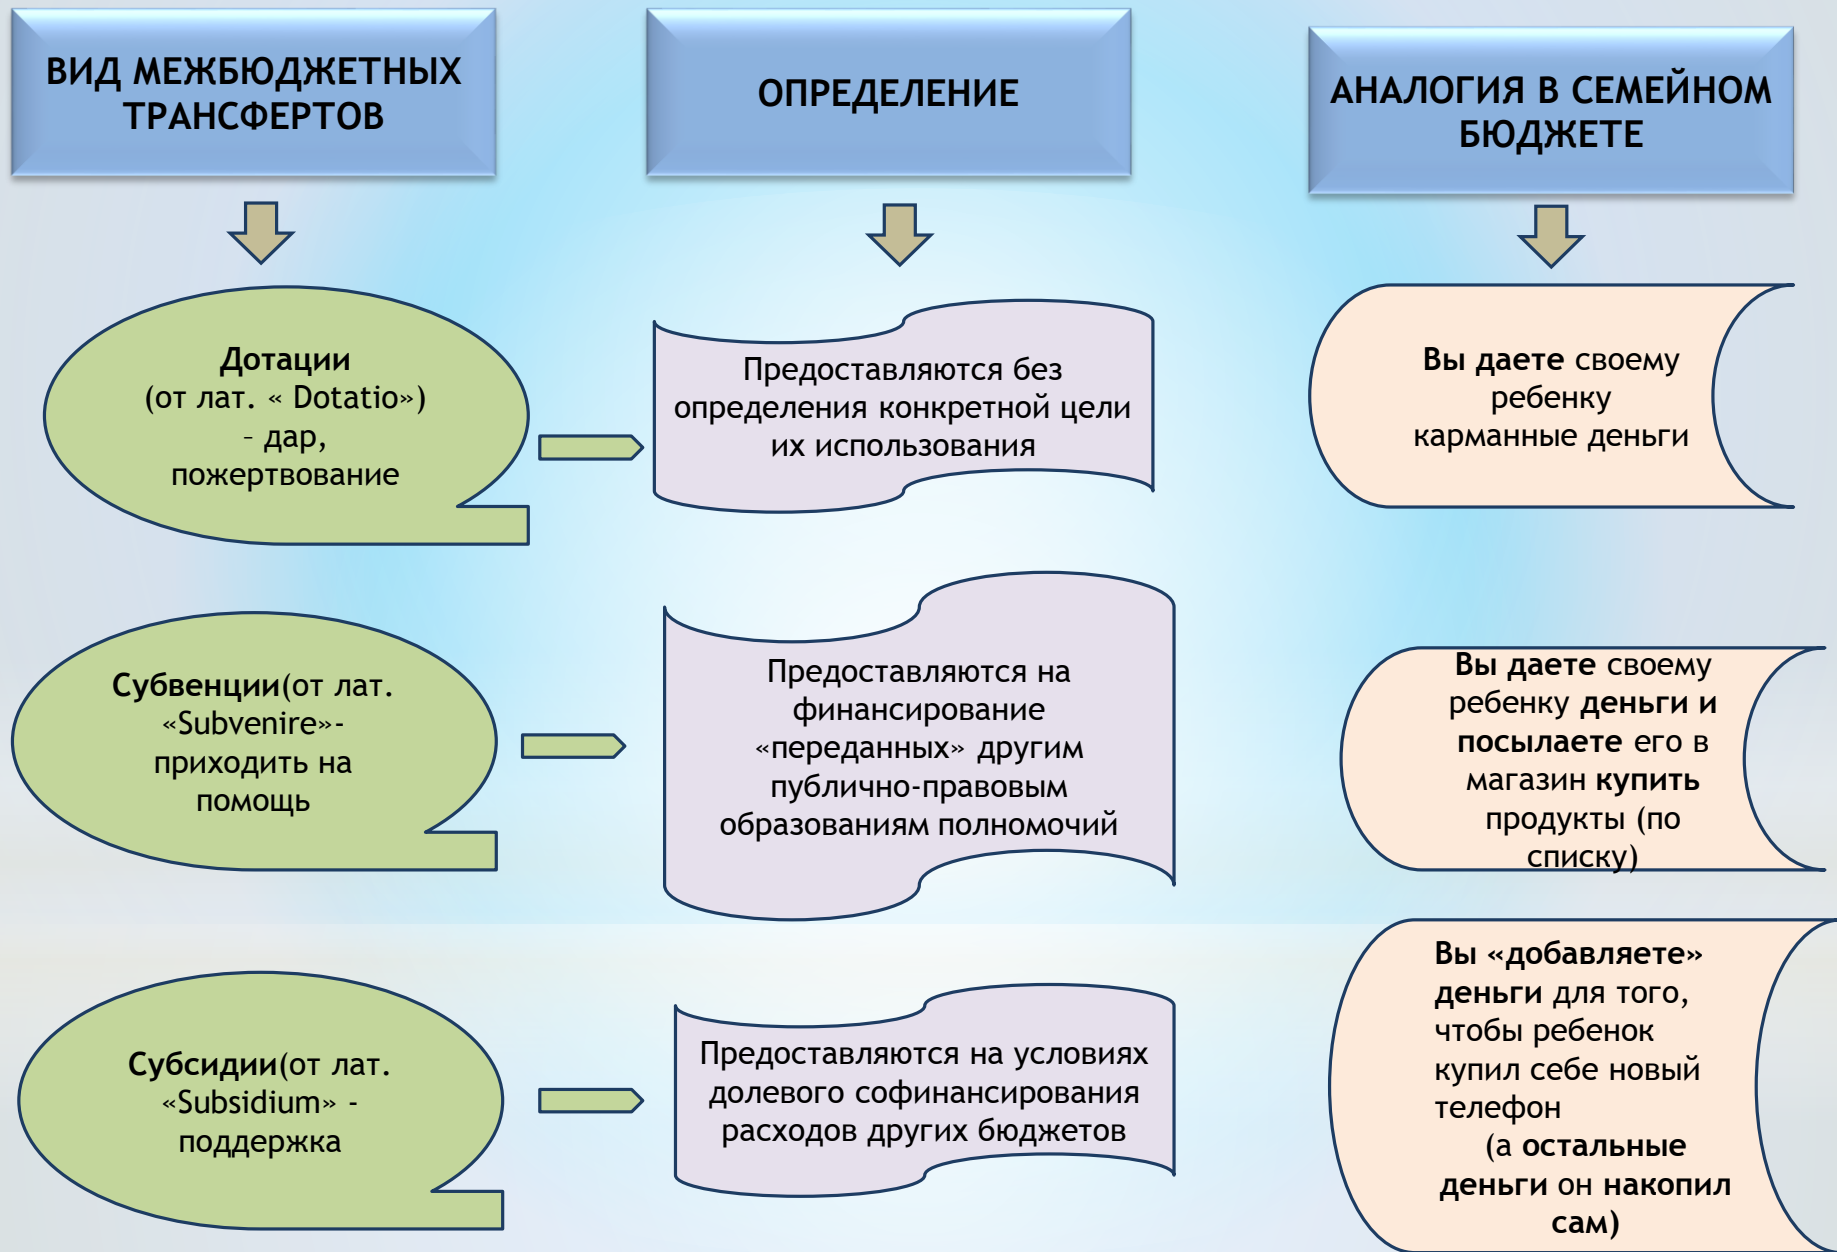 ВИД МЕЖБЮДЖЕТНЫХ
ТРАНСФЕРТОВ
ОПРЕДЕЛЕНИЕ
АНАЛОГИЯ В СЕМЕЙНОМ
БЮДЖЕТЕ
Дотации
(от лат. « Dotatio»)
– дар,
пожертвование
Предоставляются без
определения конкретной цели
их использования
Вы даете своему
ребенку
карманные деньги
Субвенции(от лат.
«Subvenire»-
приходить на
помощь
Предоставляются на
финансирование
«переданных» другим
публично-правовым
образованиям полномочий
Вы даете своему
ребенку деньги и
посылаете его в
магазин купить
продукты (по
списку)
Субсидии(от лат.
«Subsidium» -
поддержка
Предоставляются на условиях
долевого софинансирования
расходов других бюджетов
Вы «добавляете»
деньги для того,
чтобы ребенок
купил себе новый
телефон
(а остальные
деньги он накопил
сам)